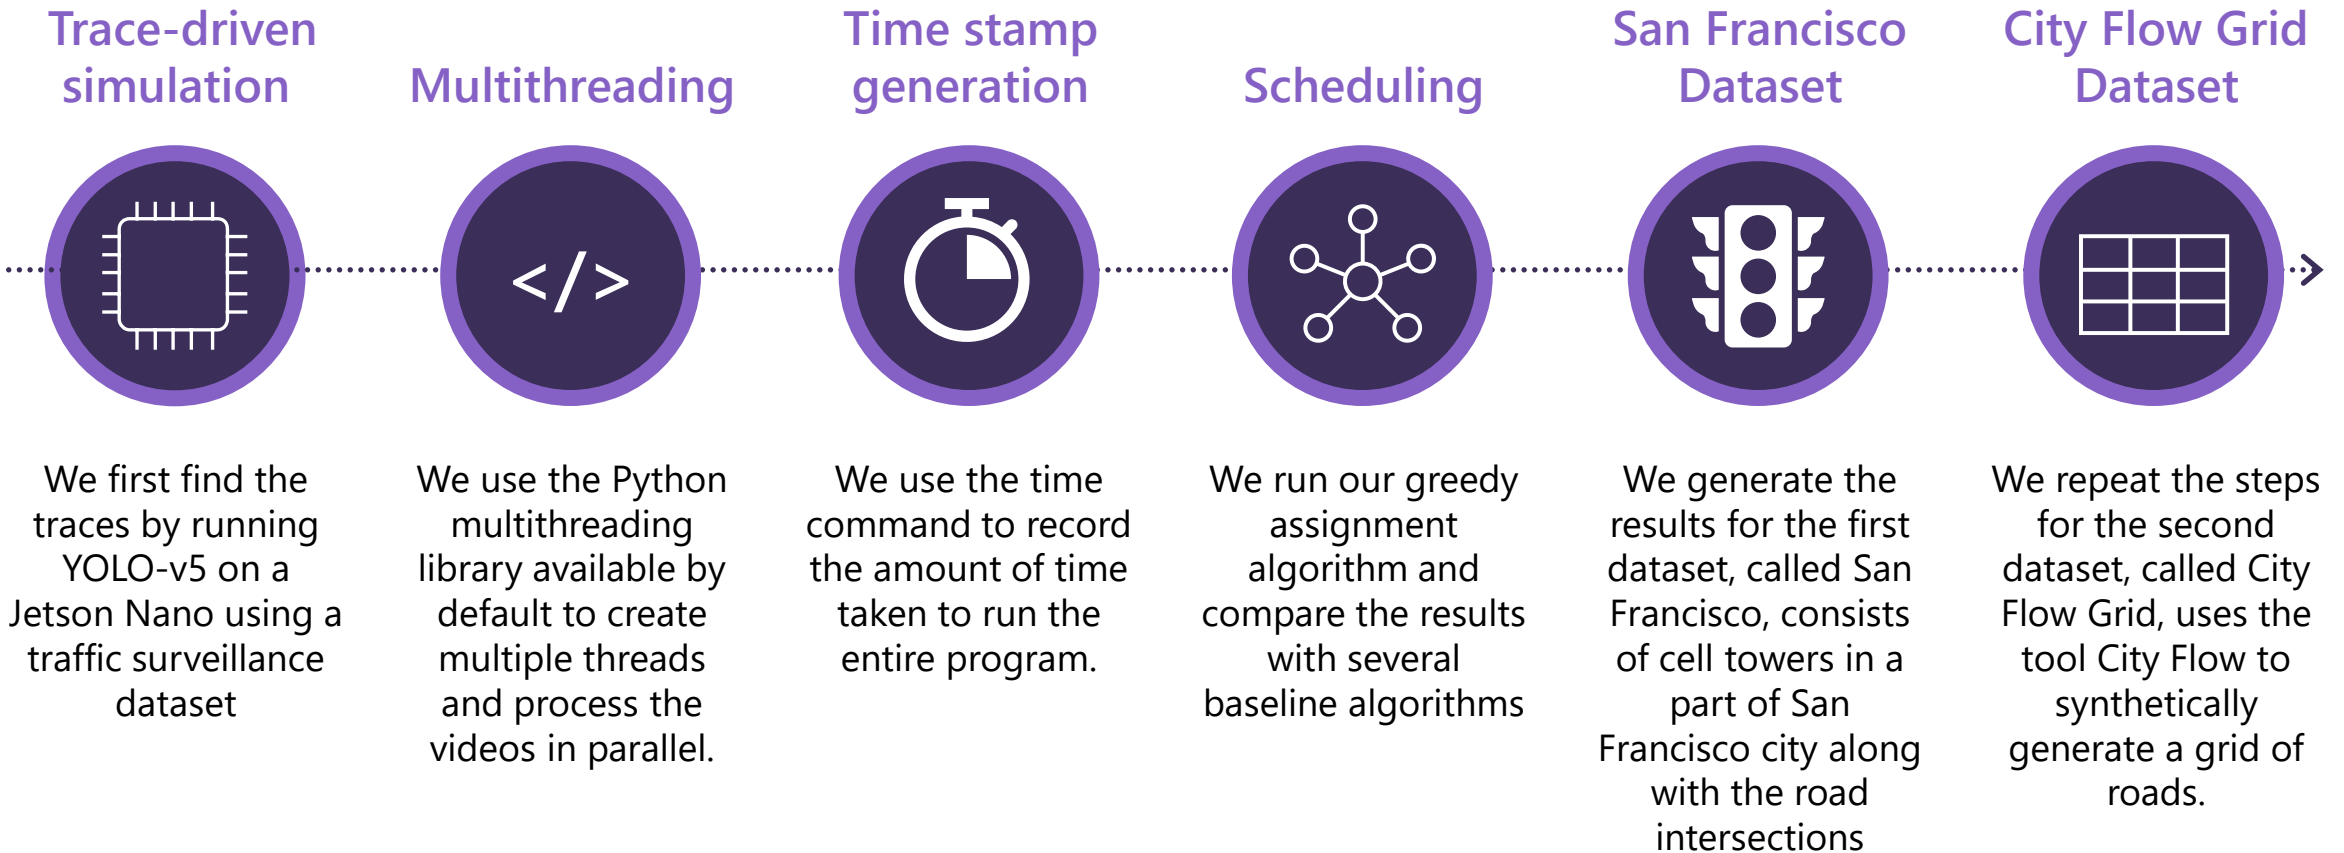 Trace-driven
simulation
Multithreading
Time stamp
generation
Scheduling
San Francisco
Dataset
City Flow Grid
Dataset
</>
We first find the
traces by running
YOLO-v5 on a
Jetson Nano using a
traffic surveillance
dataset
We use the Python
multithreading
library available by
default to create
multiple threads
and process the
videos in parallel.
We use the time
command to record
the amount of time
taken to run the
entire program.
We run our greedy
assignment
algorithm and
compare the results
with several
baseline algorithms
We generate the
results for the first
dataset, called San
Francisco, consists
of cell towers in a
part of San
Francisco city along
with the road
intersections
We repeat the steps
for the second
dataset, called City
Flow Grid, uses the
tool City Flow to
synthetically
generate a grid of
roads.